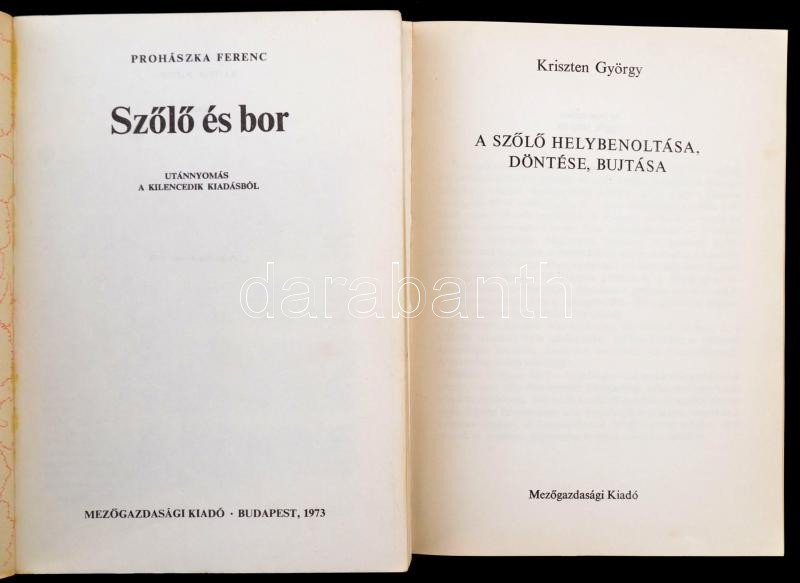 PROHÁSZKA FERENC
Szőlő és bor
UTÁNNYOMÁS
A KILENCEDIK KIADÁSBÓL
MEZŐGAZDASÁGI KIADÓ · BUDAPEST, 1973
Kriszten György
A SZŐLŐ HELYBENOLTÁSA,
DÖNTÉSE, BUJTÁSA
Mezőgazdasági Kiadó
darabanth.com